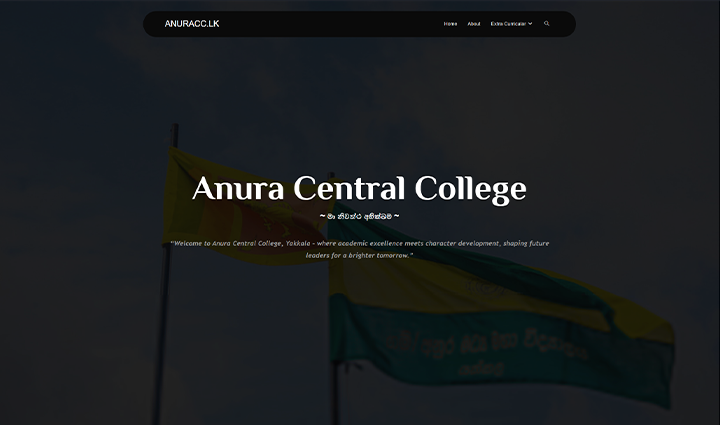 ANURACC.LK
Home About Extra Curricular
Anura Central College
~ මා නිවත්ථ අභික්ඛම ~
"Welcome to Anura Central College, Yakkala - where academic excellence meets character development, shaping future
leaders for a brighter tomorrow."